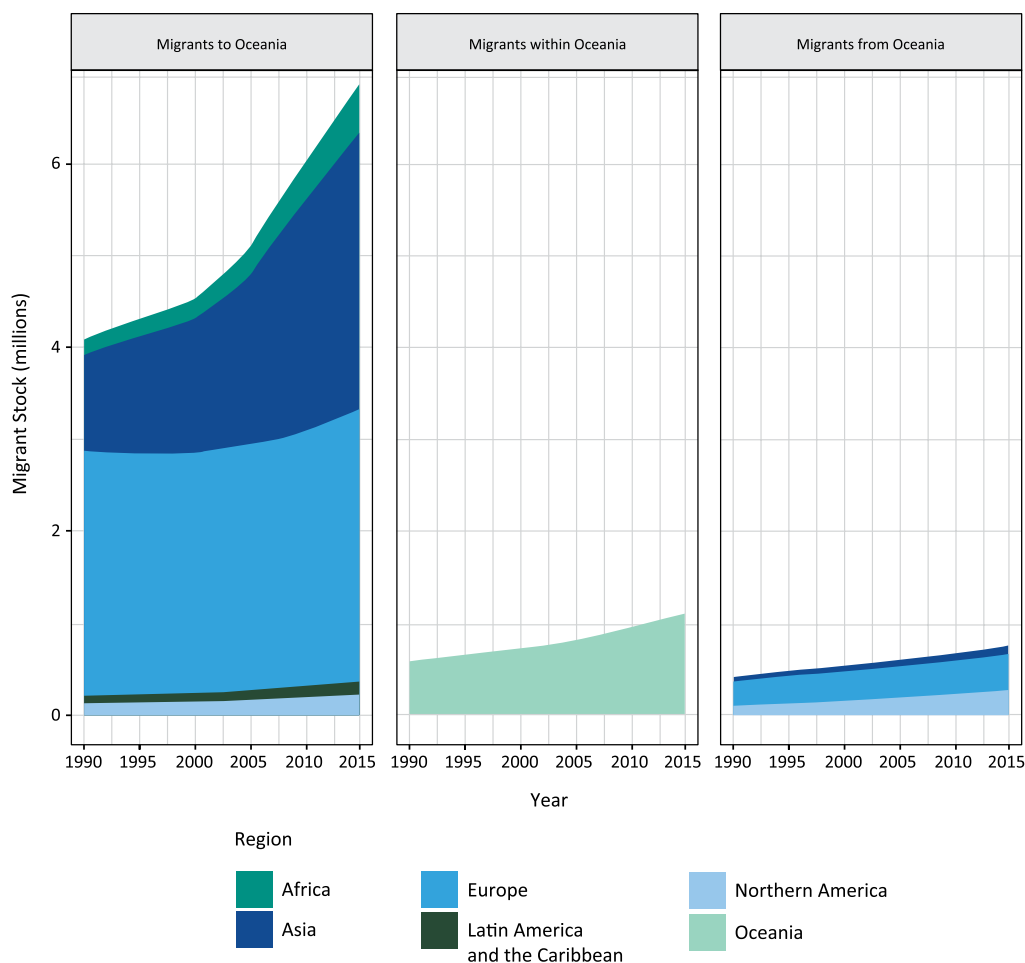 Migrants to Oceania
Migrants within Oceania
Migrants from Oceania
Migrant Stock (millions)
6
4
2
0
1990 1995 2000 2005 2010 2015
1990 1995 2000 2005 2010 2015
1990 1995 2000 2005 2010 2015
Year
Region
Africa
Asia
Europe
Latin America
and the Caribbean
Northern America
Oceania